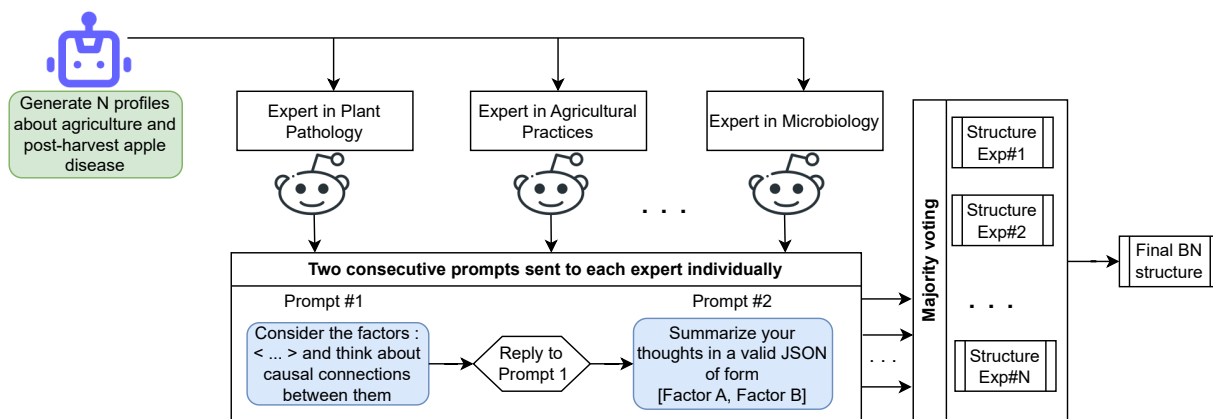 Generate N profiles
about agriculture and
post-harvest apple
disease
Expert in Plant
Pathology
Expert in Agricultural
Practices
Expert in Microbiology
. . .
Two consecutive prompts sent to each expert individually
Prompt #1
Consider the factors :
< ... > and think about
causal connections
between them
Reply to
Prompt 1
Prompt #2
Summarize your
thoughts in a valid JSON
of form
[Factor A, Factor B]
. . .
Majority voting
Structure
Exp#1
Structure
Exp#2
. . .
Structure
Exp#N
Final BN
structure